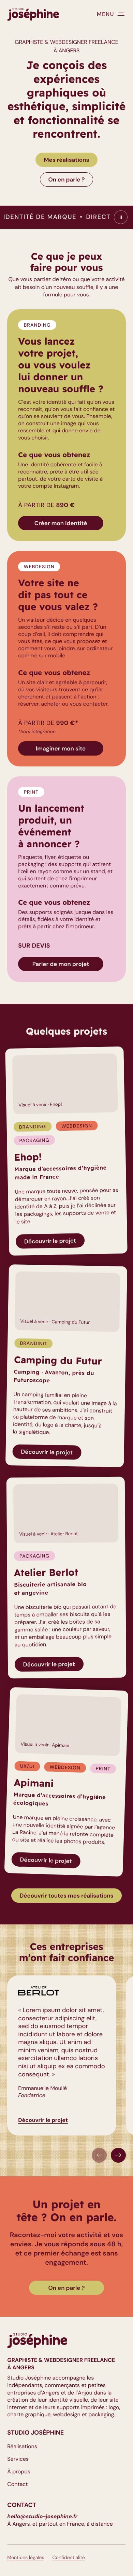 STUDIO
joséphine
MENU
GRAPHISTE & WEBDESIGNER FREELANCE
À ANGERS
Je conçois des
expériences
graphiques où
esthétique, simplicité
et fonctionnalité se
rencontrent.
Mes réalisations
On en parle ?
IDENTITÉ DE MARQUE • DIRECT
Ce que je peux
faire pour vous
Que vous partiez de zéro ou que votre activité
ait besoin d'un nouveau souffle, il y a une
formule pour vous.
BRANDING
Vous lancez
votre projet,
ou vous voulez
lui donner un
nouveau souffle ?
C'est votre identité qui fait qu'on vous
reconnaît, qu'on vous fait confiance et
qu'on se souvient de vous. Ensemble,
on construit une image qui vous
ressemble et qui donne envie de
vous choisir.
Ce que vous obtenez
Une identité cohérente et facile à
reconnaître, prête à être utilisée
partout, de votre carte de visite à
votre compte Instagram.
À PARTIR DE 890 €
Créer mon identité
WEBDESIGN
Votre site ne
dit pas tout ce
que vous valez ?
Un visiteur décide en quelques
secondes s'il reste ou s'il part. D'un
coup d'œil, il doit comprendre qui
vous êtes, ce que vous proposez et
comment vous joindre, sur ordinateur
comme sur mobile.
Ce que vous obtenez
Un site clair et agréable à parcourir,
où vos visiteurs trouvent ce qu'ils
cherchent et passent à l'action :
réserver, acheter ou vous contacter.
À PARTIR DE 990 €*
*Hors intégration
Imaginer mon site
PRINT
Un lancement
produit, un
événement
à annoncer ?
Plaquette, flyer, étiquette ou
packaging : des supports qui attirent
l'œil en rayon comme sur un stand, et
qui sortent de chez l'imprimeur
exactement comme prévu.
Ce que vous obtenez
Des supports soignés jusque dans les
détails, fidèles à votre identité et
prêts à partir chez l'imprimeur.
SUR DEVIS
Parler de mon projet
Quelques projets
Visuel à venir · Ehop!
BRANDING
WEBDESIGN
PACKAGING
Ehop!
Marque d'accessoires d'hygiène
made in France
Une marque toute neuve, pensée pour se
démarquer en rayon. J'ai créé son
identité de A à Z, puis je l'ai déclinée sur
les packagings, les supports de vente et
le site.
Découvrir le projet
Visuel à venir · Camping du Futur
BRANDING
Camping du Futur
Camping · Avanton, près du
Futuroscope
Un camping familial en pleine
transformation, qui voulait une image à la
hauteur de ses ambitions. J'ai construit
sa plateforme de marque et son
identité, du logo à la charte, jusqu'à
la signalétique.
Découvrir le projet
Visuel à venir · Atelier Berlot
PACKAGING
Atelier Berlot
Biscuiterie artisanale bio
et angevine
Une biscuiterie bio qui passait autant de
temps à emballer ses biscuits qu'à les
préparer. J'ai conçu un packaging
simple à assembler et facile à repérer
en vente : une couleur par saveur,
et un emballage beaucoup plus simple
au quotidien.
Découvrir le projet
Visuel à venir · Apimani
UX/UI
WEBDESIGN
PRINT
Apimani
Marque d'accessoires d'hygiène
écologiques
Une marque en pleine croissance, avec
une nouvelle identité signée par l'agence
La Racine. J'ai mené la refonte complète
du site et réalisé les photos produits.
Découvrir le projet
Découvrir toutes mes réalisations
Ces entreprises
m'ont fait confiance
ATELIER
BERLOT
« Lorem ipsum dolor sit amet,
consectetur adipiscing elit,
sed do eiusmod tempor
incididunt ut labore et dolore
magna aliqua. Ut enim ad
minim veniam, quis nostrud
exercitation ullamco laboris
nisi ut aliquip ex ea commodo
consequat. »
Emmanuelle Moulié
Fondatrice
Découvrir le projet
Un projet en
tête ? On en parle.
Racontez-moi votre activité et vos
envies. Je vous réponds sous 48 h,
et ce premier échange est sans
engagement.
On en parle ?
STUDIO
joséphine
GRAPHISTE & WEBDESIGNER FREELANCE
À ANGERS
Studio Joséphine accompagne les
indépendants, commerçants et petites
entreprises d'Angers et de l'Anjou dans la
création de leur identité visuelle, de leur site
internet et de leurs supports imprimés : logo,
charte graphique, webdesign et packaging.
STUDIO JOSÉPHINE
Réalisations
Services
À propos
Contact
CONTACT
hello@studio-josephine.fr
À Angers, et partout en France, à distance
Mentions légales
Confidentialité